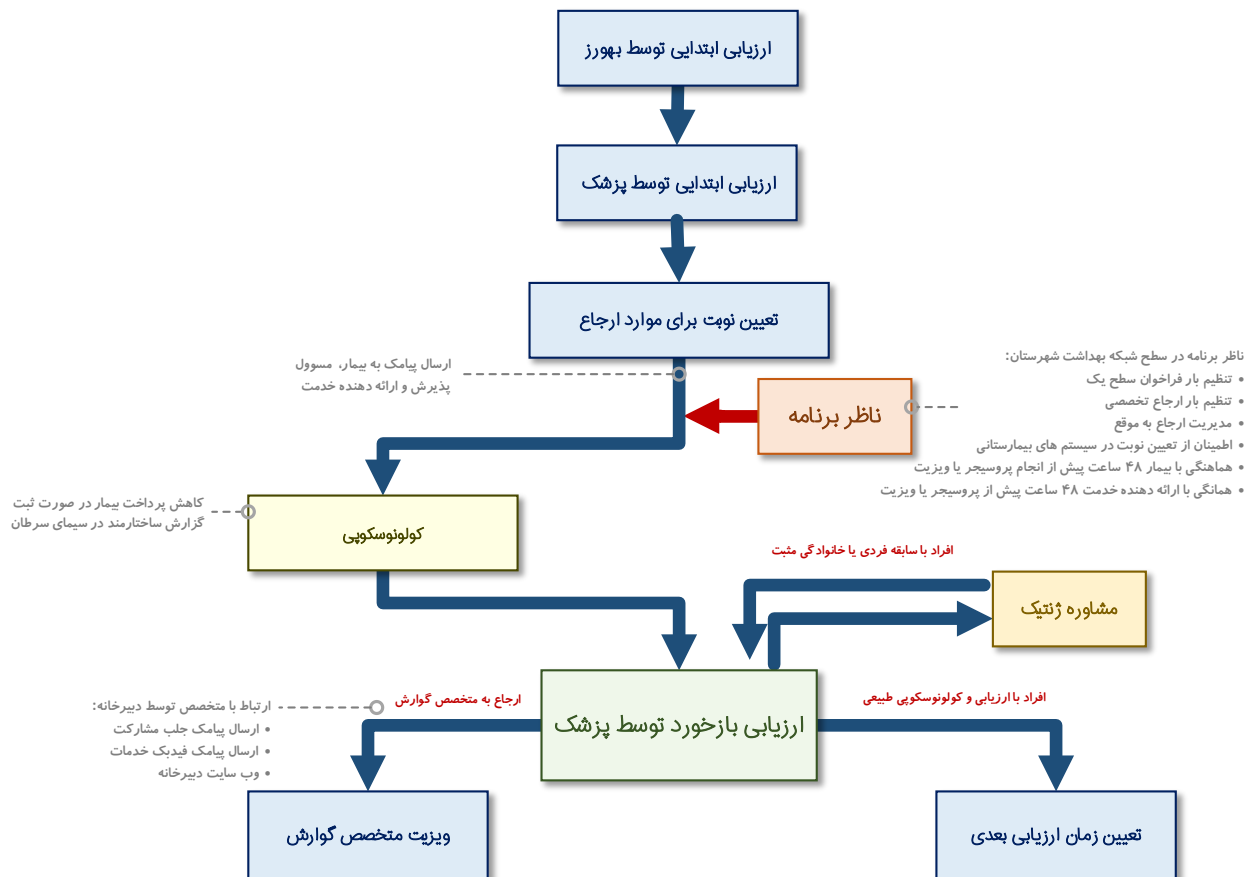 ارزیابی ابتدایی توسط بهورز
ارزیابی ابتدایی توسط پزشک
تعیین نوبت برای موارد ارجاع
ارسال پیامک به بیمار، مسوول
پذیرش و ارائه دهنده خدمت
ناظر برنامه
ناظر برنامه در سطح شبکه بهداشت شهرستان:
• تنظیم بار فراخوان سطح یک
• تنظیم بار ارجاع تخصصی
• مدیریت ارجاع به موقع
• اطمینان از تعیین نوبت در سیستم های بیمارستانی
• هماهنگی با بیمار ۴۸ ساعت پیش از انجام پروسیجر یا ویزیت
• همانگی با ارائه دهنده خدمت ۴۸ ساعت پیش از پروسیجر یا ویزیت
کولونوسکوپی
کاهش پرداخت بیمار در صورت ثبت
گزارش ساختارمند در سیمای سرطان
افراد با سابقه فردی یا خانوادگی مثبت
مشاوره ژنتیک
ارزیابی بازخورد توسط پزشک
افراد با ارزیابی و کولونوسکوپی طبیعی
ارجاع به متخصص گوارش
ارتباط با متخصص توسط دبیرخانه:
• ارسال پیامک جلب مشارکت
• ارسال پیامک فیدبک خدمات
• وب سایت دبیرخانه
تعیین زمان ارزیابی بعدی
ویزیت متخصص گوارش